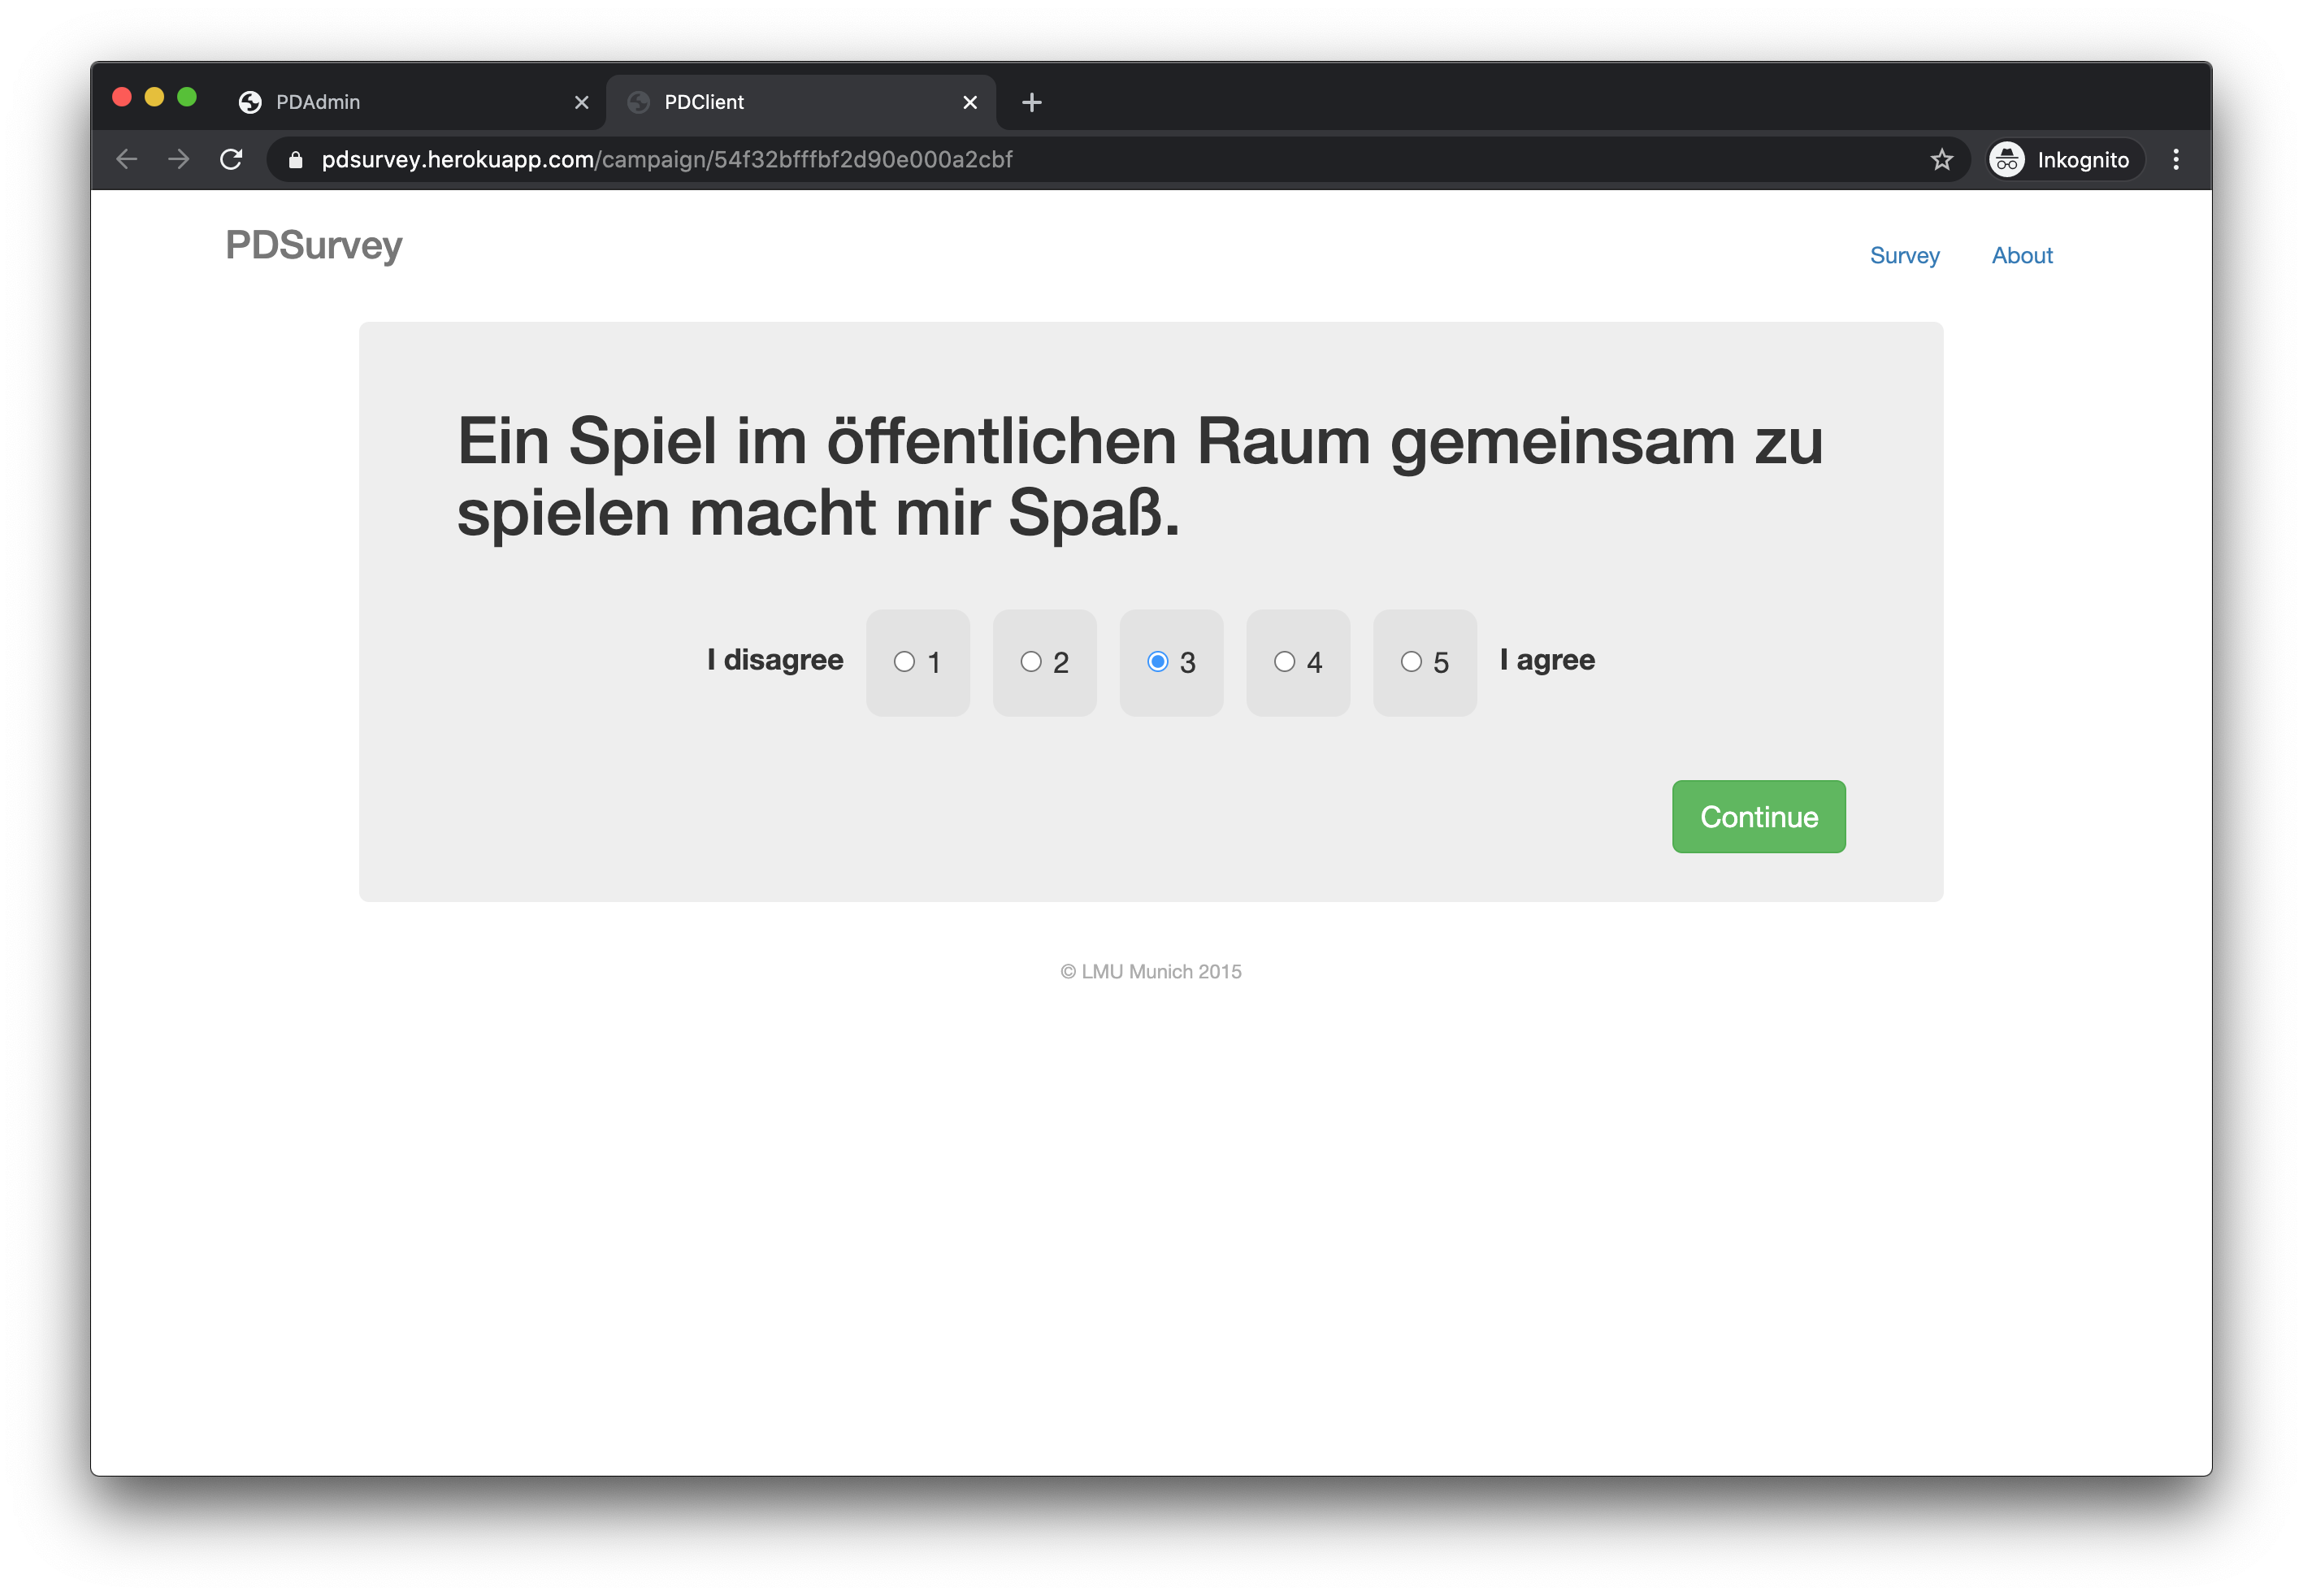 PDAdmin
PDClient
pdsurvey.herokuapp.com/campaign/54f32bfffbf2d90e000a2cbf
Inkognito
PDSurvey
Survey
About
Ein Spiel im öffentlichen Raum gemeinsam zu
spielen macht mir Spaß.
I disagree 1 2 3 4 5 I agree
Continue
© LMU Munich 2015